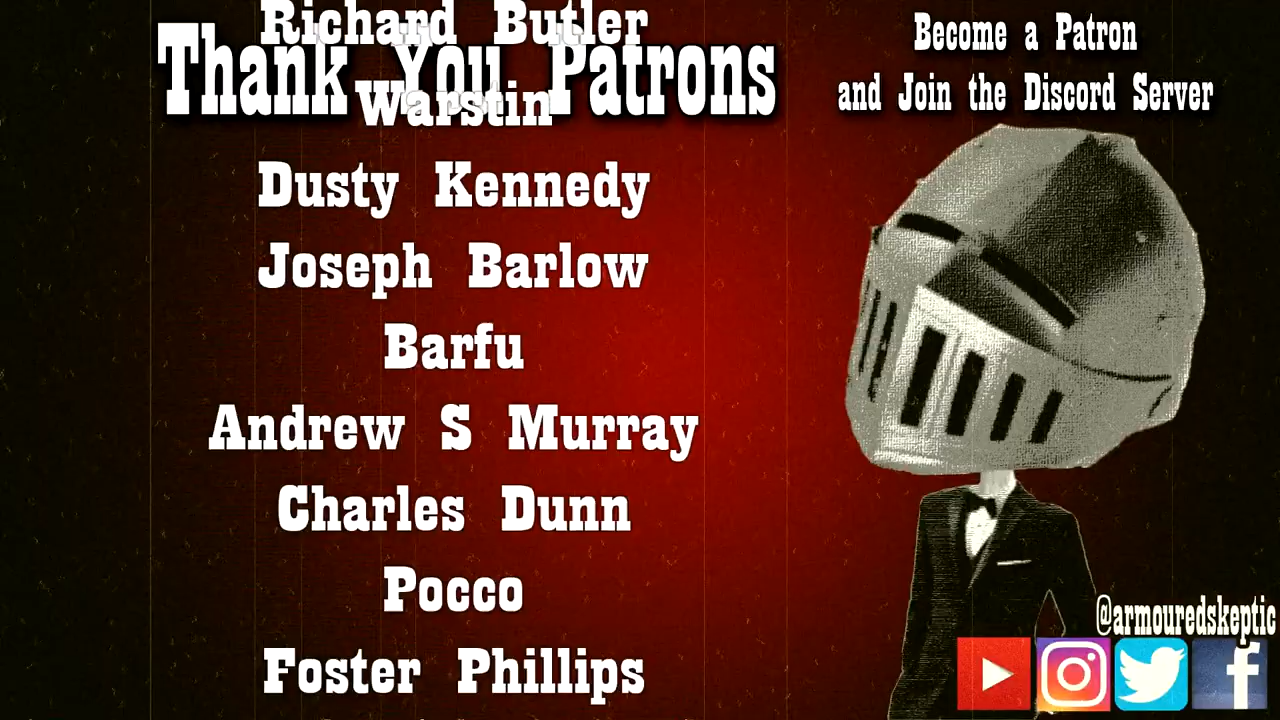 Richard Butler
Thank You Patrons
Warstin
Dusty Kennedy
Joseph Barlow
Barfu
Andrew S Murray
Charles Dunn
Pocco
Foster Phillips
Become a Patron
and Join the Discord Server
@armouredskeptic